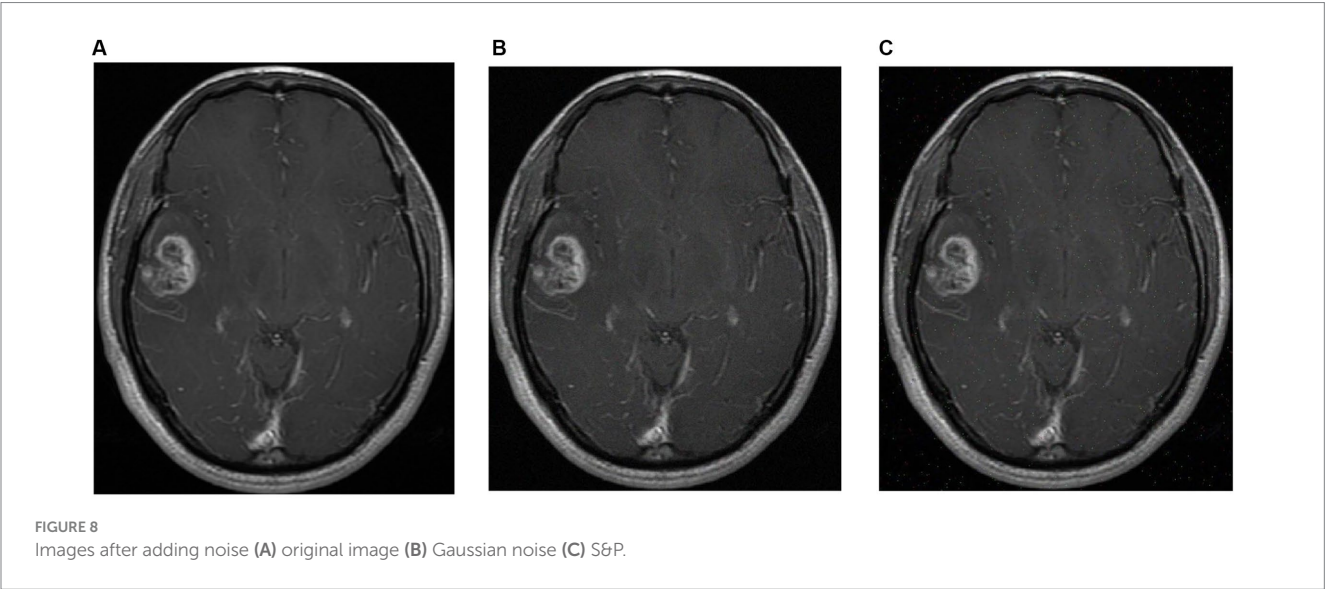 A
B
C
FIGURE 8
Images after adding noise (A) original image (B) Gaussian noise (C) S&P.